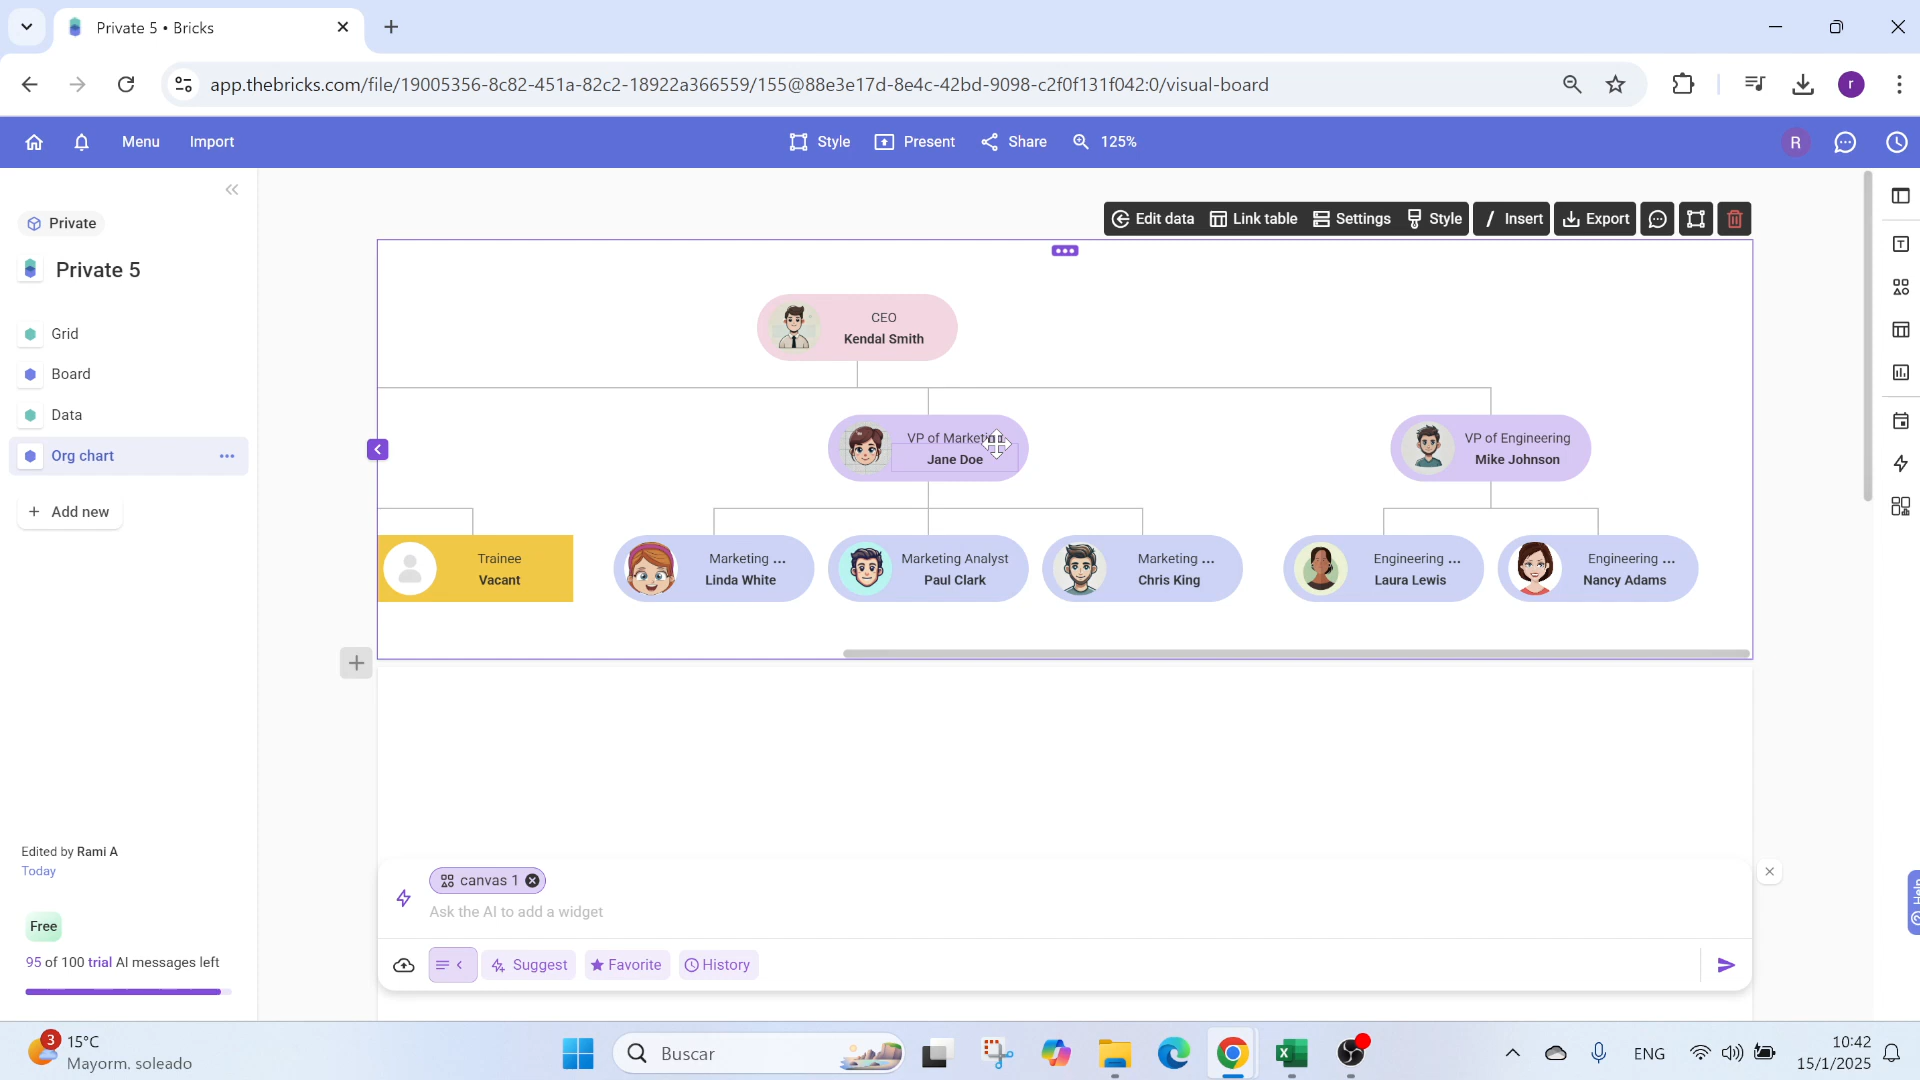 Private 5 • Bricks
app.thebricks.com/file/19005356-8c82-451a-82c2-18922a366559/155@88e3e17d-8e4c-42bd-9098-c2f0f131f042:0/visual-board
r
Menu Import Style Present Share 125% R
Private
Private 5
Grid
Board
Data
Org chart
+ Add new
Edited by Rami A
Today
Free
95 of 100 trial AI messages left
Edit data Link table Settings Style Insert Export
CEO
Kendal Smith
VP of Marketing
Jane Doe
VP of Engineering
Mike Johnson
Trainee
Vacant
Marketing ...
Linda White
Marketing Analyst
Paul Clark
Marketing ...
Chris King
Engineering ...
Laura Lewis
Engineering ...
Nancy Adams
canvas 1
Ask the AI to add a widget
Suggest Favorite History
Help
3
15°C
Mayorm. soleado
Buscar
ENG
10:42
15/1/2025